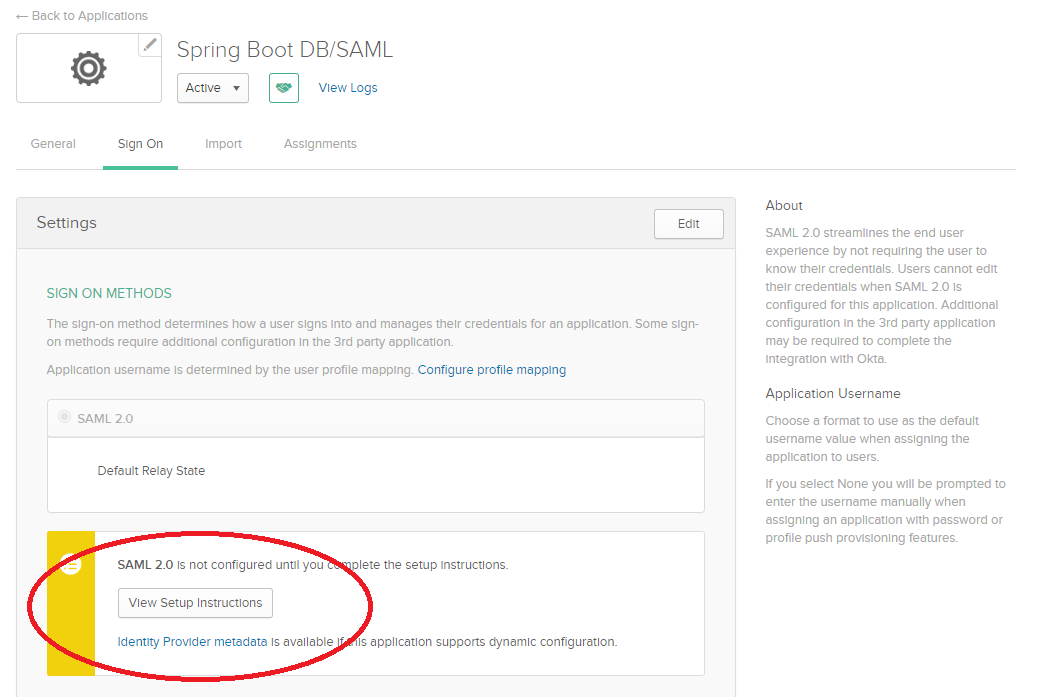 ← Back to Applications
Spring Boot DB/SAML
Active
View Logs
General
Sign On
Import
Assignments
Settings
Edit
SIGN ON METHODS
The sign-on method determines how a user signs into and manages their credentials for an application. Some sign-
on methods require additional configuration in the 3rd party application.
Application username is determined by the user profile mapping. Configure profile mapping
SAML 2.0
Default Relay State
SAML 2.0 is not configured until you complete the setup instructions.
View Setup Instructions
Identity Provider metadata is available if this application supports dynamic configuration.
About
SAML 2.0 streamlines the end user
experience by not requiring the user to
know their credentials. Users cannot edit
their credentials when SAML 2.0 is
configured for this application. Additional
configuration in the 3rd party application
may be required to complete the
integration with Okta.
Application Username
Choose a format to use as the default
username value when assigning the
application to users.
If you select None you will be prompted to
enter the username manually when
assigning an application with password or
profile push provisioning features.